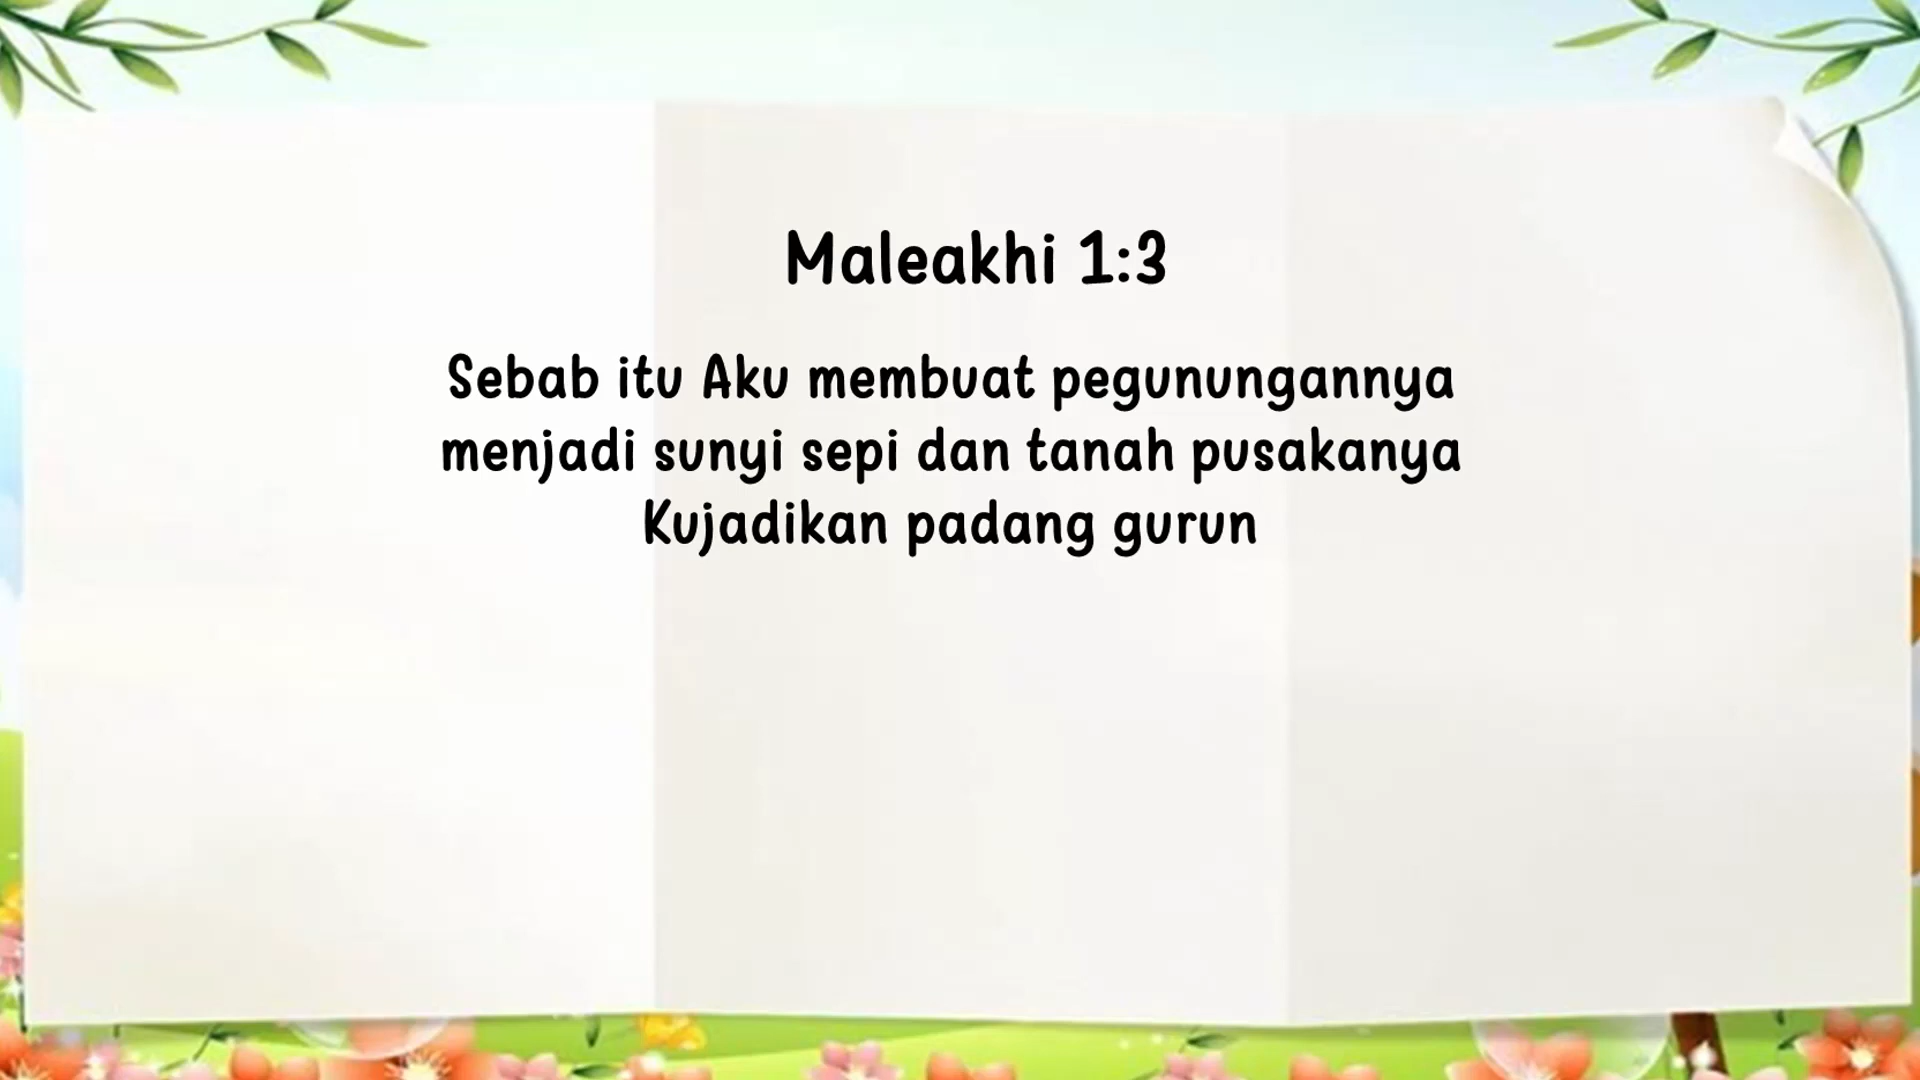 Maleakhi 1:3
Sebab itu Aku membuat pegunungannya
menjadi sunyi sepi dan tanah pusakanya
Kujadikan padang gurun